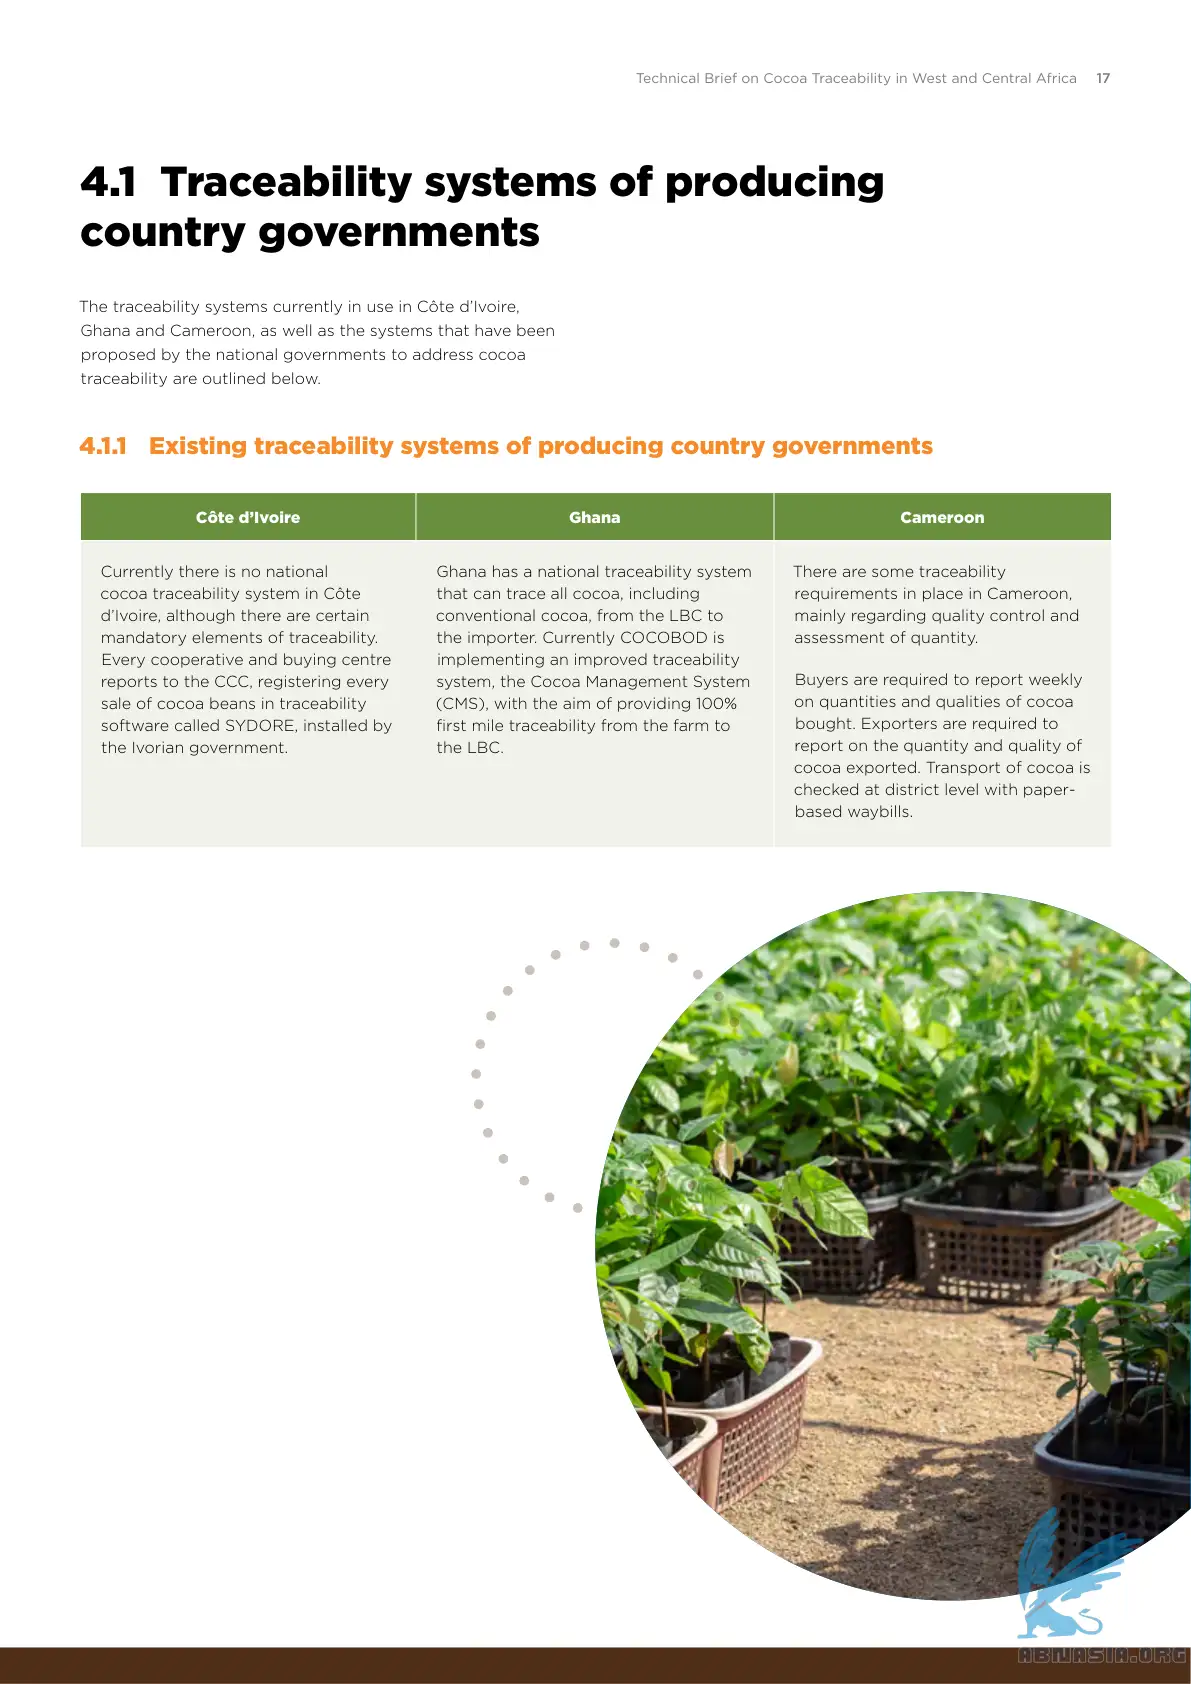 Technical Brief on Cocoa Traceability in West and Central Africa 17
4.1 Traceability systems of producing
country governments
The traceability systems currently in use in Côte d’Ivoire,
Ghana and Cameroon, as well as the systems that have been
proposed by the national governments to address cocoa
traceability are outlined below.
4.1.1 Existing traceability systems of producing country governments
Côte d’Ivoire
Currently there is no national
cocoa traceability system in Côte
d’Ivoire, although there are certain
mandatory elements of traceability.
Every cooperative and buying centre
reports to the CCC, registering every
sale of cocoa beans in traceability
software called SYDORE, installed by
the Ivorian government.
Ghana
Ghana has a national traceability system
that can trace all cocoa, including
conventional cocoa, from the LBC to
the importer. Currently COCOBOD is
implementing an improved traceability
system, the Cocoa Management System
(CMS), with the aim of providing 100%
first mile traceability from the farm to
the LBC.
Cameroon
There are some traceability
requirements in place in Cameroon,
mainly regarding quality control and
assessment of quantity.
Buyers are required to report weekly
on quantities and qualities of cocoa
bought. Exporters are required to
report on the quantity and quality of
cocoa exported. Transport of cocoa is
checked at district level with paper-
based waybills.
ABNASIA.ORG